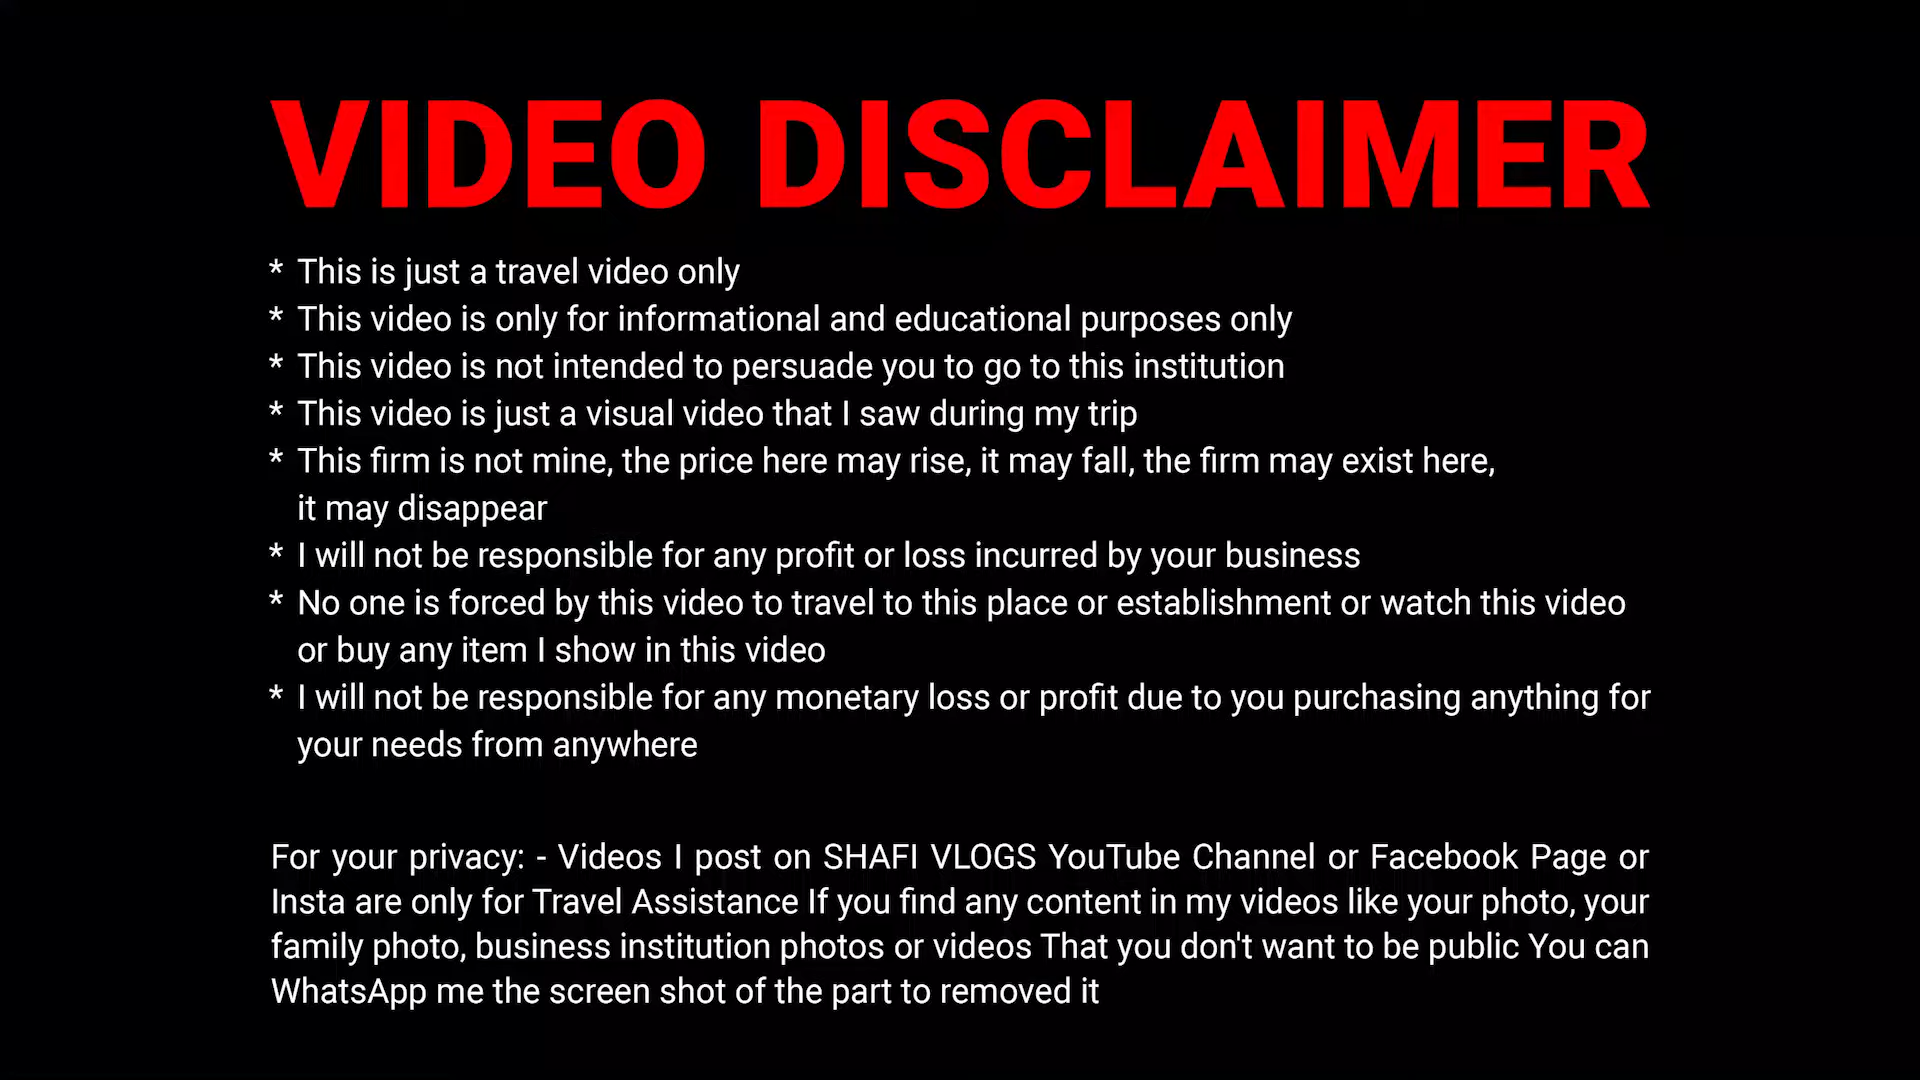 VIDEO DISCLAIMER
* This is just a travel video only
* This video is only for informational and educational purposes only
* This video is not intended to persuade you to go to this institution
* This video is just a visual video that I saw during my trip
* This firm is not mine, the price here may rise, it may fall, the firm may exist here,
it may disappear
* I will not be responsible for any profit or loss incurred by your business
* No one is forced by this video to travel to this place or establishment or watch this video
or buy any item I show in this video
* I will not be responsible for any monetary loss or profit due to you purchasing anything for
your needs from anywhere
For your privacy: - Videos I post on SHAFI VLOGS YouTube Channel or Facebook Page or
Insta are only for Travel Assistance If you find any content in my videos like your photo, your
family photo, business institution photos or videos That you don't want to be public You can
WhatsApp me the screen shot of the part to removed it